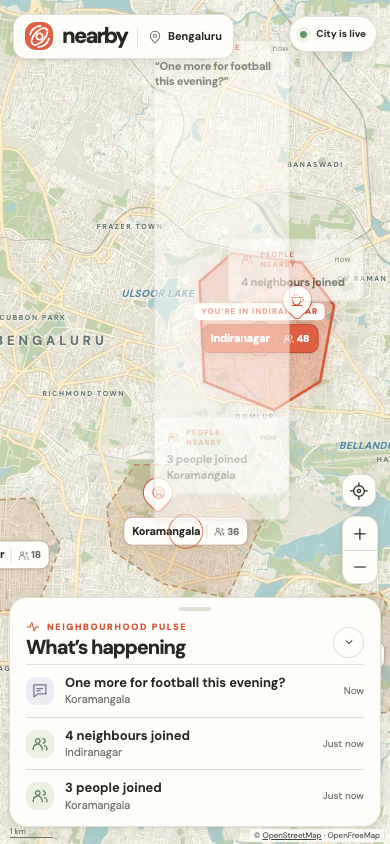 nearby
Bengaluru
City is live
now
“One more for football
this evening?”
BANASWADI
FRAZER TOWN
PEOPLE
NEARBY
now
4 neighbours joined
RAMAN
ULSOOR LAKE
YOU'RE IN INDIRANAGAR
CUBBON PARK
Indiranagar
48
BENGALURU
RICHMOND TOWN
DOMLUR
PEOPLE
NEARBY
now
3 people joined
Koramangala
BELLAND
Koramangala
36
r
18
NEIGHBOURHOOD PULSE
What's happening
One more for football this evening?
Koramangala
Now
4 neighbours joined
Indiranagar
Just now
3 people joined
Koramangala
Just now
1 km
© OpenStreetMap · OpenFreeMap